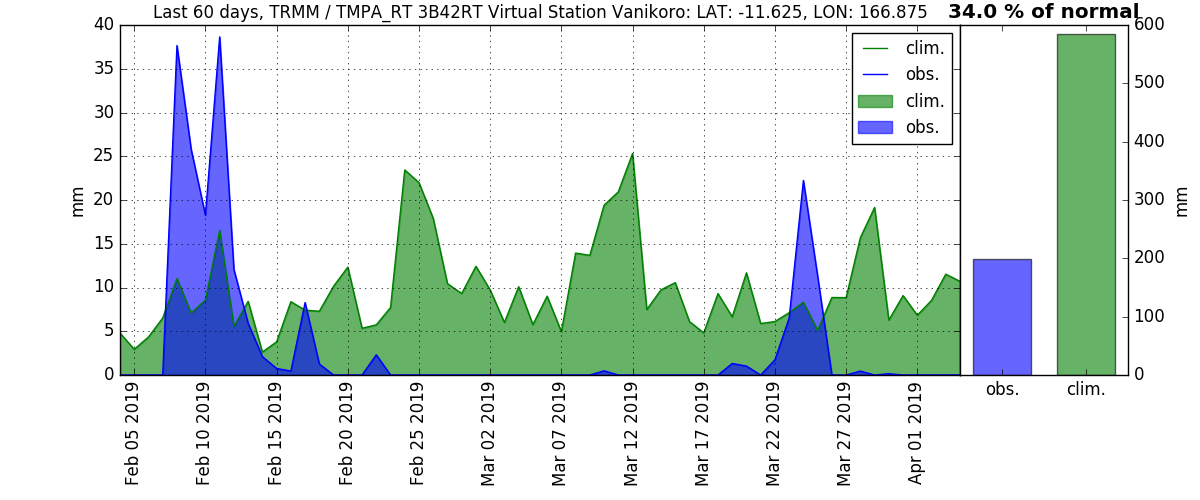 Last 60 days, TRMM / TMPA_RT 3B42RT Virtual Station Vanikoro: LAT: -11.625, LON: 166.875
34.0 % of normal
40
35
30
25
20
15
10
5
0
mm
clim.
obs.
clim.
obs.
600
500
400
300
200
100
0
mm
obs.
clim.
Feb 05 2019
Feb 10 2019
Feb 15 2019
Feb 20 2019
Feb 25 2019
Mar 02 2019
Mar 07 2019
Mar 12 2019
Mar 17 2019
Mar 22 2019
Mar 27 2019
Apr 01 2019